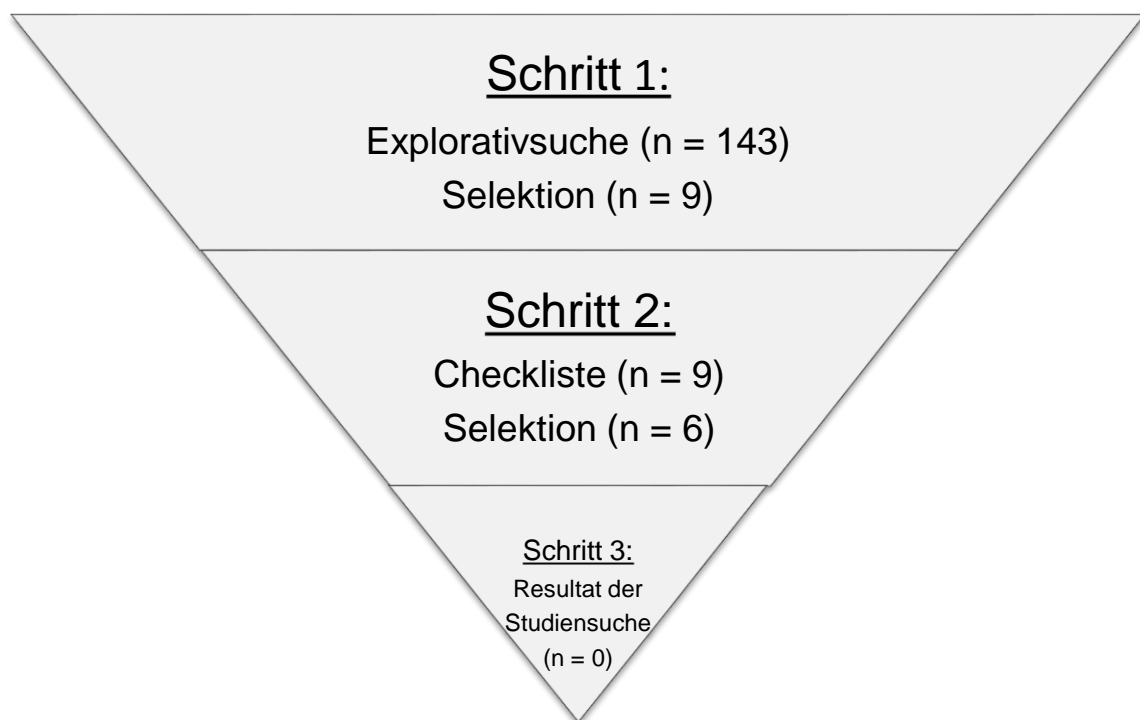 Schritt 1:
Explorativsuche (n = 143)
Selektion (n = 9)
Schritt 2:
Checkliste (n = 9)
Selektion (n = 6)
Schritt 3:
Resultat der
Studiensuche
(n = 0)